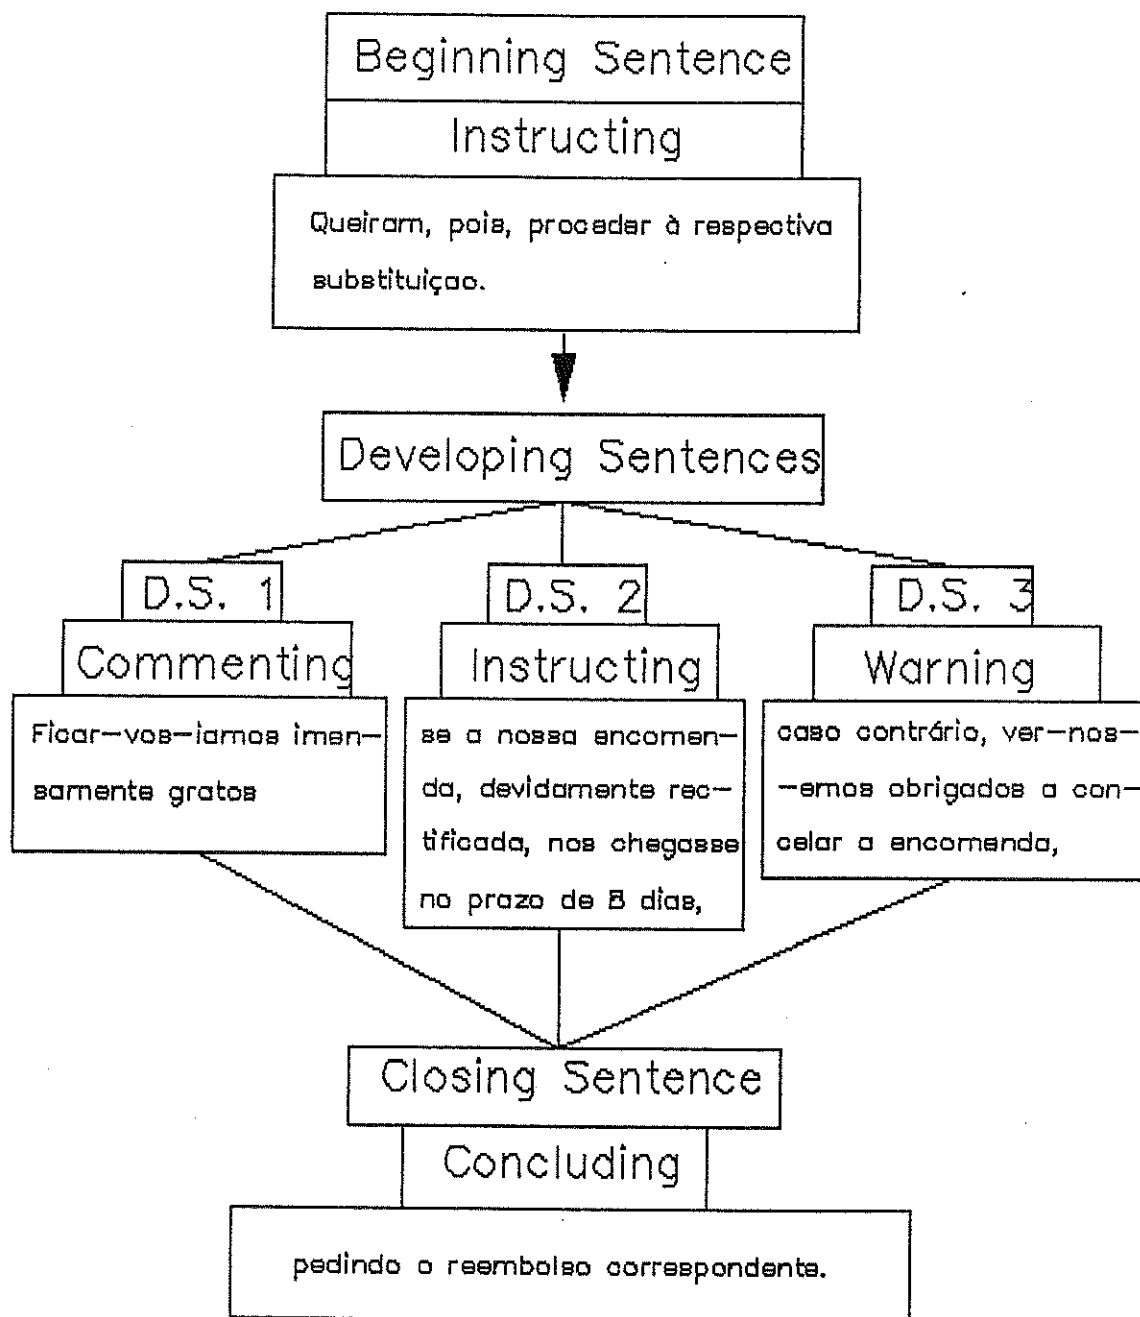 Beginning Sentence
Instructing
Queiram, pois, proceder à respectiva
substituiçao.
Developing Sentences
D.S. 1
Commenting
Ficar-vos-iamos imen-
samente gratos
D.S. 2
Instructing
se a nossa encomen-
da, devidamente rec-
tificada, nos chegasse
no prazo de 8 dias,
D.S. 3
Warning
caso contrário, ver-nos-
-emos obrigados a can-
celar a encomenda,
Closing Sentence
Concluding
pedindo o reembolso correspondente.